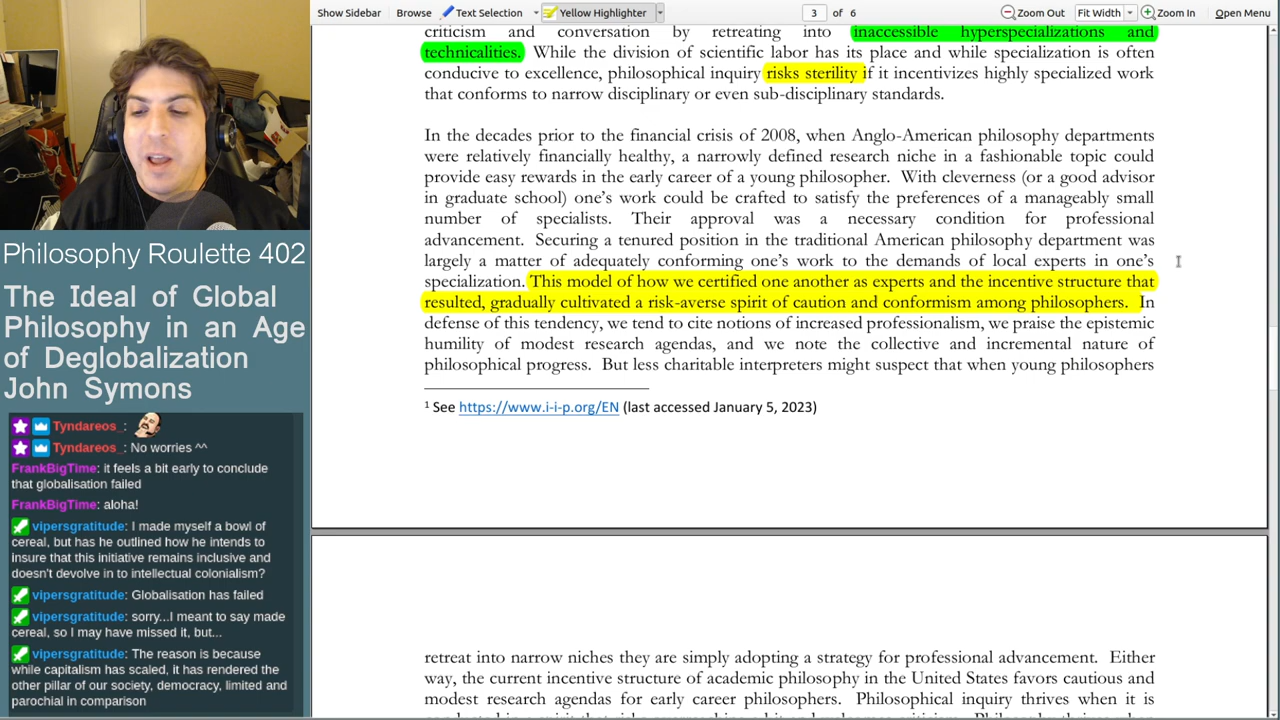 Show Sidebar Browse Text Selection Yellow Highlighter 3 of 6 Zoom Out Fit Width Zoom In Open Menu
criticism and conversation by retreating into inaccessible hyperspecializations and
technicalities. While the division of scientific labor has its place and while specialization is often
conducive to excellence, philosophical inquiry risks sterility if it incentivizes highly specialized work
that conforms to narrow disciplinary or even sub-disciplinary standards.
In the decades prior to the financial crisis of 2008, when Anglo-American philosophy departments
were relatively financially healthy, a narrowly defined research niche in a fashionable topic could
provide easy rewards in the early career of a young philosopher. With cleverness (or a good advisor
in graduate school) one's work could be crafted to satisfy the preferences of a manageably small
number of specialists. Their approval was a necessary condition for professional
advancement. Securing a tenured position in the traditional American philosophy department was
largely a matter of adequately conforming one's work to the demands of local experts in one's
specialization. This model of how we certified one another as experts and the incentive structure that
resulted, gradually cultivated a risk-averse spirit of caution and conformism among philosophers. In
defense of this tendency, we tend to cite notions of increased professionalism, we praise the epistemic
humility of modest research agendas, and we note the collective and incremental nature of
philosophical progress. But less charitable interpreters might suspect that when young philosophers
1 See https://www.i-i-p.org/EN (last accessed January 5, 2023)
retreat into narrow niches they are simply adopting a strategy for professional advancement. Either
way, the current incentive structure of academic philosophy in the United States favors cautious and
modest research agendas for early career philosophers. Philosophical inquiry thrives when it is
Philosophy Roulette 402
The Ideal of Global
Philosophy in an Age
of Deglobalization
John Symons
Tyndareos_:
Tyndareos_: No worries ^^
FrankBigTime: it feels a bit early to conclude
that globalisation failed
FrankBigTime: aloha!
vipersgratitude: I made myself a bowl of
cereal, but has he outlined how he intends to
insure that this initiative remains inclusive and
doesn't devolve in to intellectual colonialism?
vipersgratitude: Globalisation has failed
vipersgratitude: sorry...I meant to say made
cereal, so I may have missed it, but...
vipersgratitude: The reason is because
while capitalism has scaled, it has rendered the
other pillar of our society, democracy, limited and
parochial in comparison